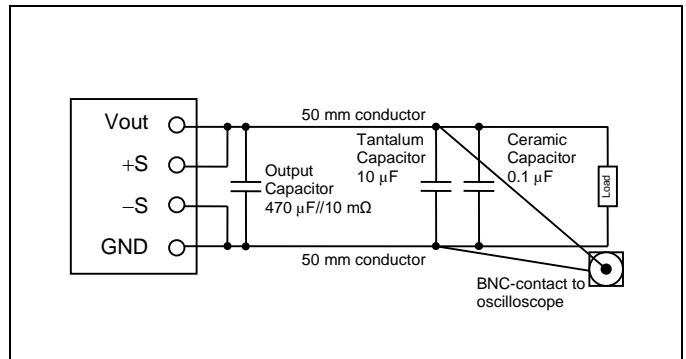 50 mm conductor
Vout
+S
−S
GND
Output
Capacitor
470 μF//10 mΩ
Tantalum
Capacitor
10 μF
Ceramic
Capacitor
0.1 μF
Load
50 mm conductor
BNC-contact to
oscilloscope